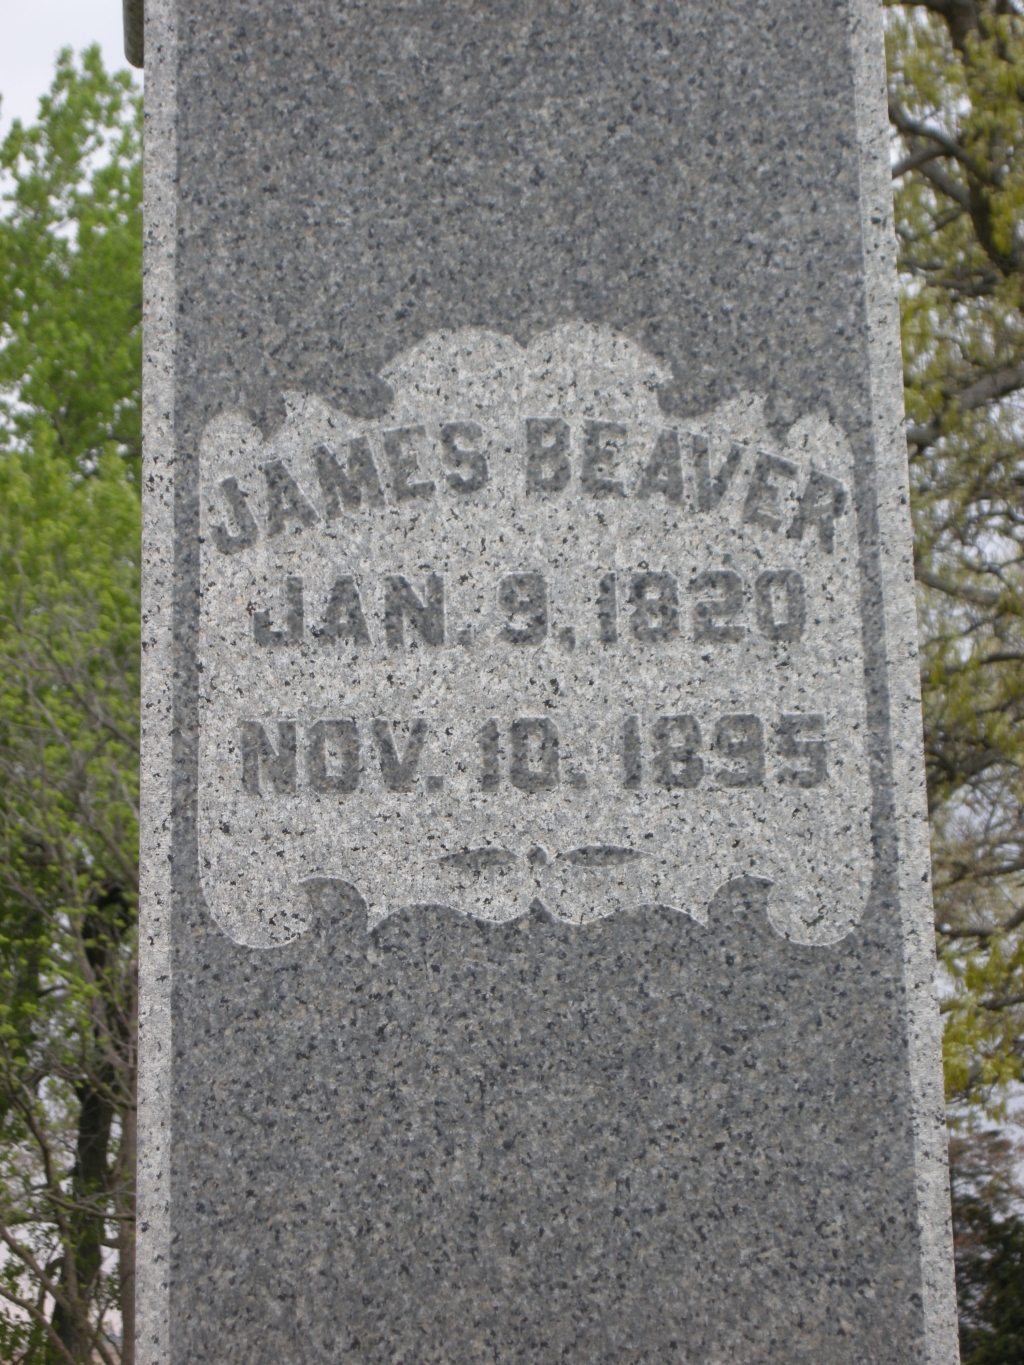 JAMES BEAVER
JAN. 9, 1820
NOV. 10. 1895